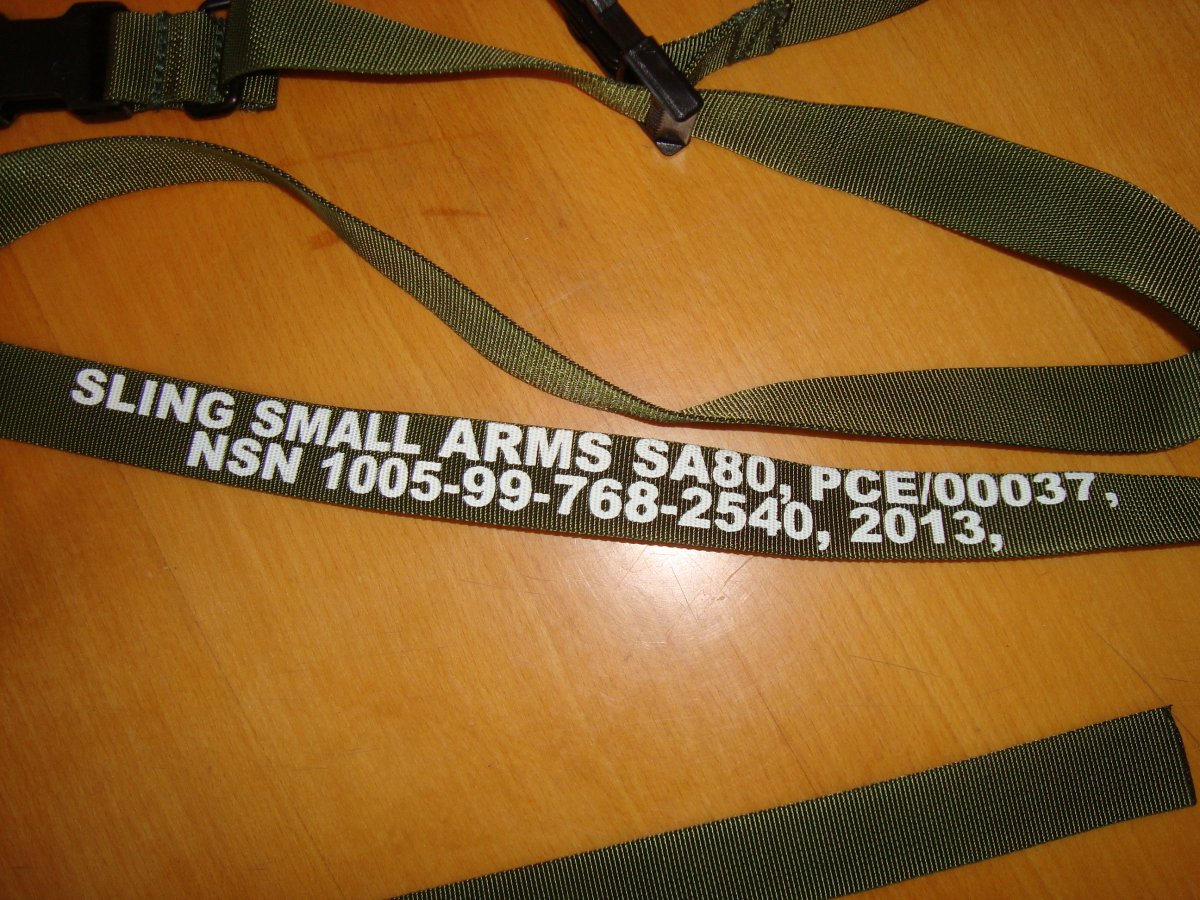 SLING SMALL ARMS SA80, PCE/00037,
NSN 1005-99-768-2540, 2013,